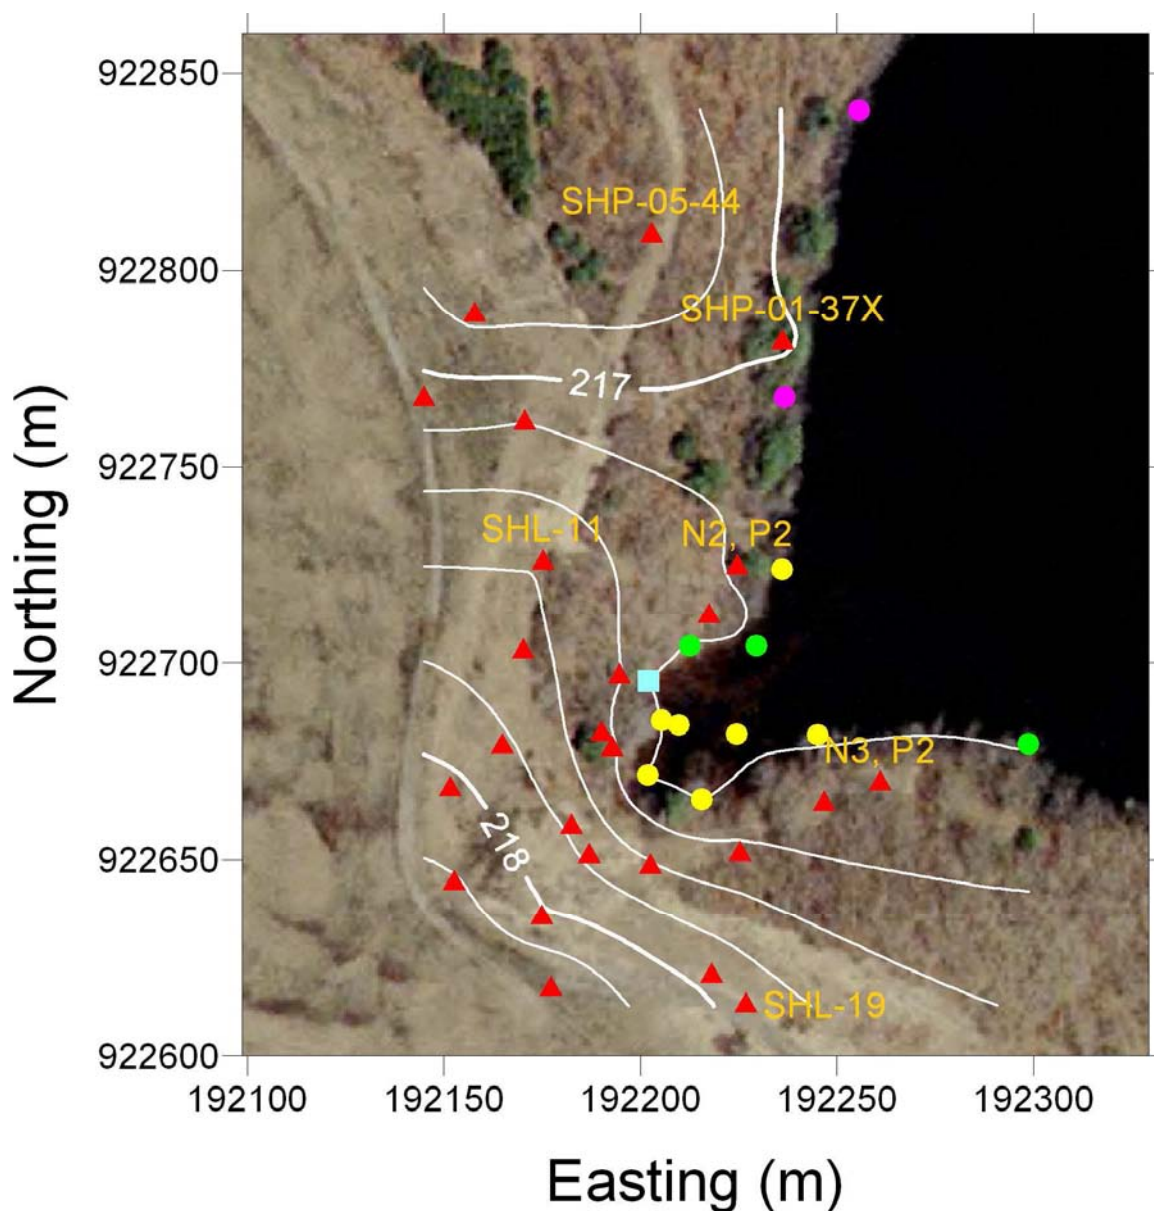 922850
SHP-05-44
922800
SHP-01-37X
217
922750
SHL-11
N2, P2
922700
N3, P2
218
922650
SHL-19
922600
192100
192150
192200
192250
192300
Northing (m)
Easting (m)